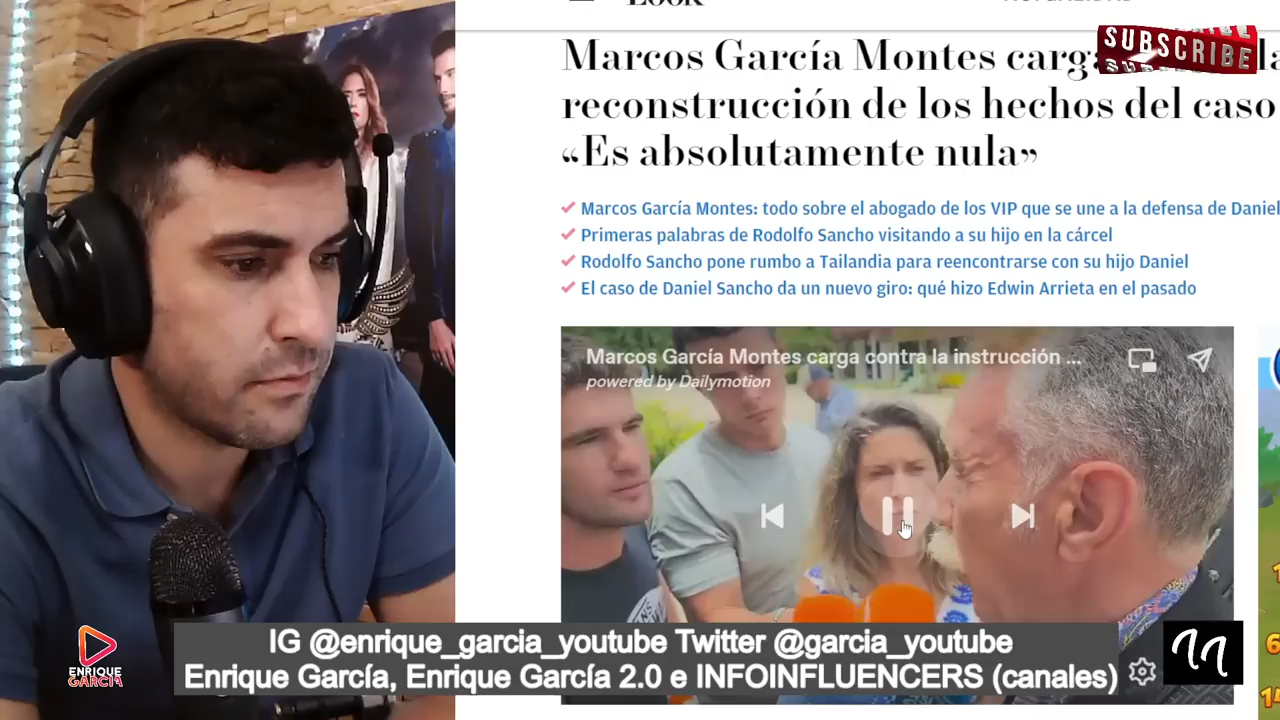 SUBSCRIBE
Marcos García Montes carga
reconstrucción de los hechos del caso
«Es absolutamente nula»
Marcos García Montes: todo sobre el abogado de los VIP que se une a la defensa de Daniel
Primeras palabras de Rodolfo Sancho visitando a su hijo en la cárcel
Rodolfo Sancho pone rumbo a Tailandia para reencontrarse con su hijo Daniel
El caso de Daniel Sancho da un nuevo giro: qué hizo Edwin Arrieta en el pasado
Marcos García Montes carga contra la instrucción ...
powered by Dailymotion
IG @enrique_garcia_youtube Twitter @garcia_youtube
Enrique García, Enrique García 2.0 e INFOINFLUENCERS (canales)
ENRIQUE
GARCÍA